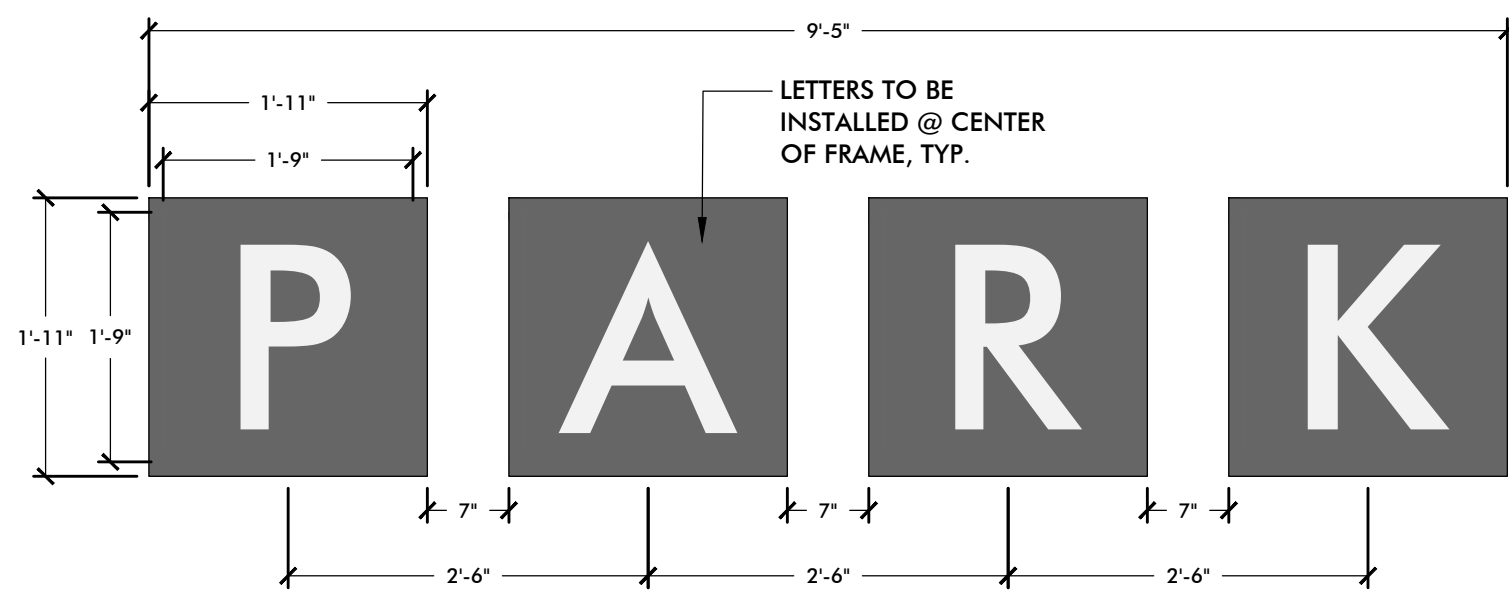 9'-5"
1'-11"
LETTERS TO BE
INSTALLED @ CENTER
OF FRAME, TYP.
1'-9"
P A R K
1'-11" 1'-9"
7" 7" 7"
2'-6" 2'-6" 2'-6"